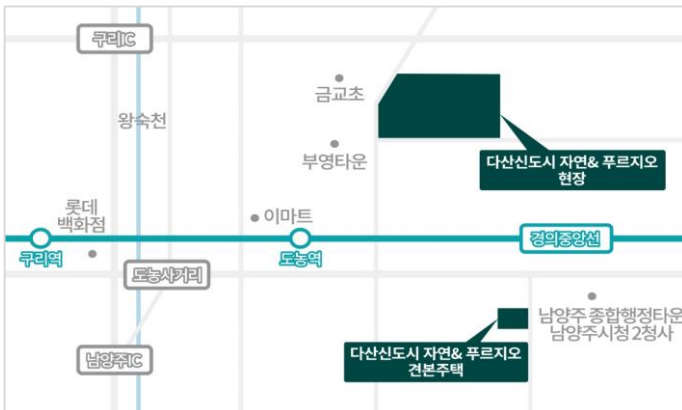 구리IC
왕숙천
금교초
부영타운
다산신도시 자연& 푸르지오
현장
롯데
백화점
이마트
구리역
도농역
경의중앙선
도농사거리
남양주 종합행정타운
남양주시청 2청사
다산신도시 자연& 푸르지오
견본주택
남양주IC